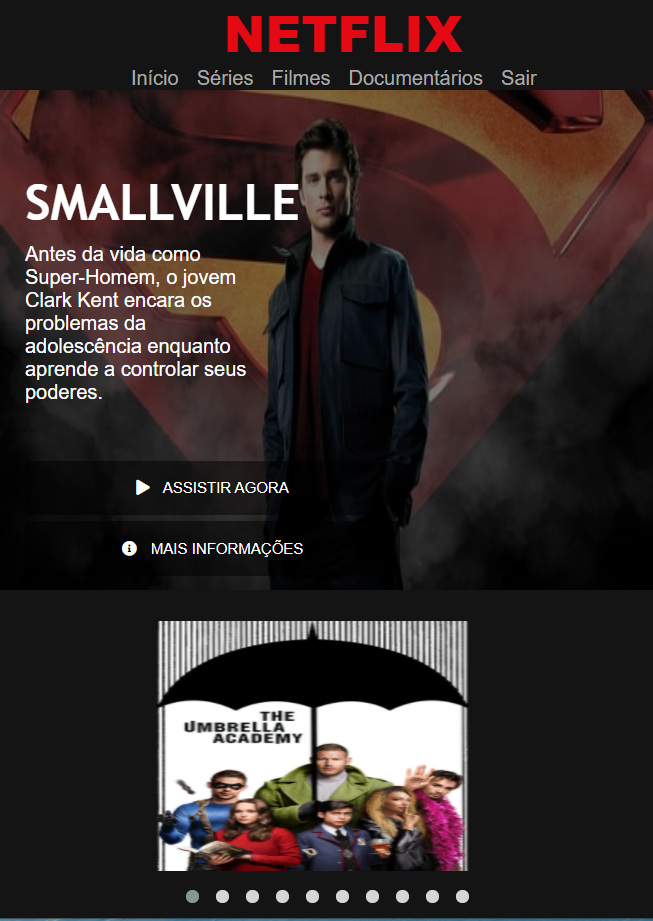 NETFLIX
Início Séries Filmes Documentários Sair
SMALLVILLE
Antes da vida como
Super-Homem, o jovem
Clark Kent encara os
problemas da
adolescência enquanto
aprende a controlar seus
poderes.
ASSISTIR AGORA
MAIS INFORMAÇÕES
THE
UMBRELLA
ACADEMY